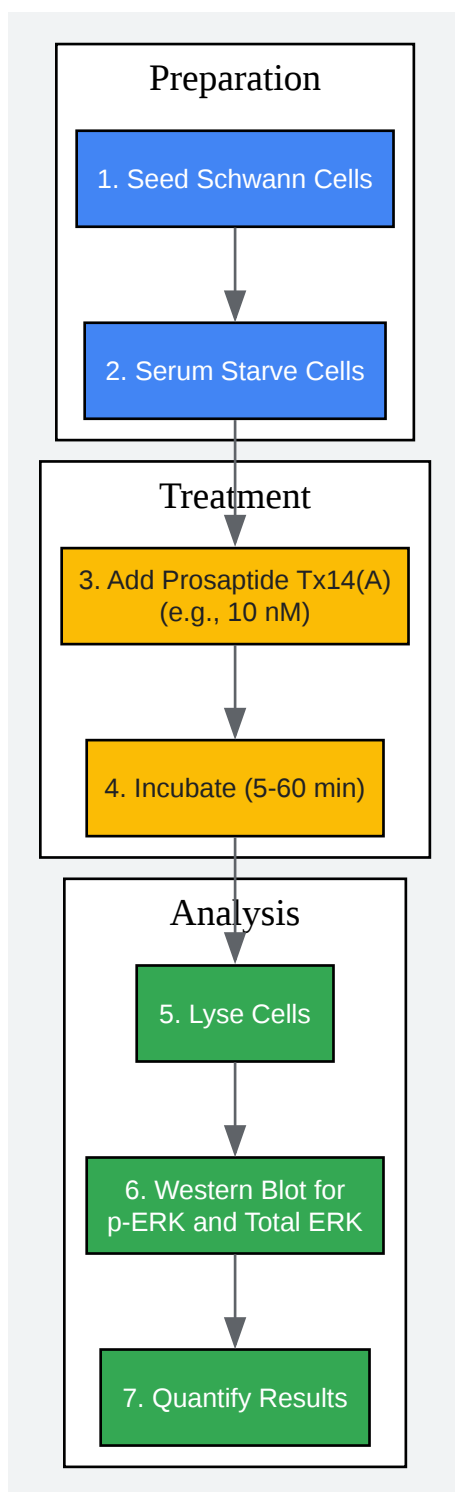 Preparation
1. Seed Schwann Cells
2. Serum Starve Cells
Treatment
3. Add Prosaptide Tx14(A)
(e.g., 10 nM)
4. Incubate (5-60 min)
Analysis
5. Lyse Cells
6. Western Blot for
p-ERK and Total ERK
7. Quantify Results